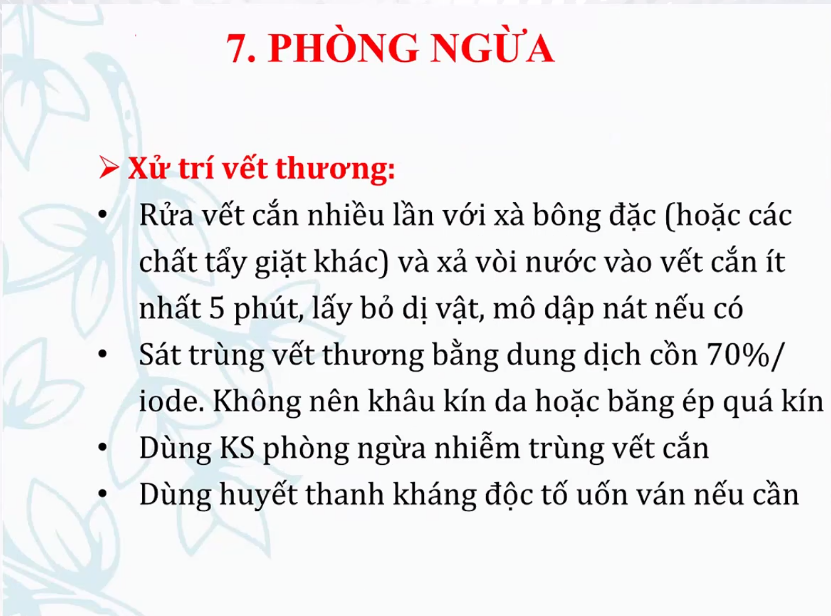 7. PHÒNG NGỪA
➢ Xử trí vết thương:
• Rửa vết cắn nhiều lần với xà bông đặc (hoặc các
chất tẩy giặt khác) và xả vòi nước vào vết cắn ít
nhất 5 phút, lấy bỏ dị vật, mô dập nát nếu có
• Sát trùng vết thương bằng dung dịch cồn 70%/
iode. Không nên khâu kín da hoặc băng ép quá kín
• Dùng KS phòng ngừa nhiễm trùng vết cắn
• Dùng huyết thanh kháng độc tố uốn ván nếu cần